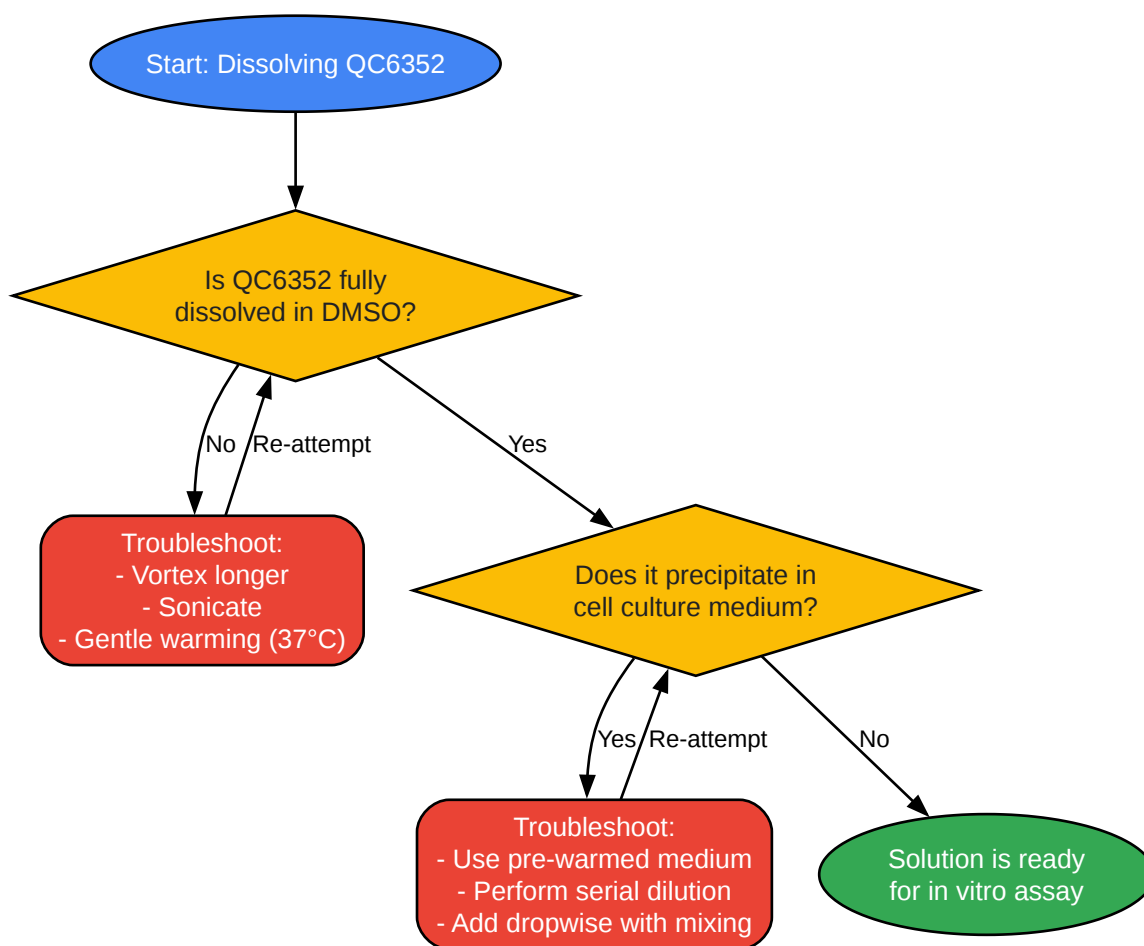 Start: Dissolving QC6352
Is QC6352 fully
dissolved in DMSO?
No
Re-attempt
Yes
Troubleshoot:
- Vortex longer
- Sonicate
- Gentle warming (37°C)
Does it precipitate in
cell culture medium?
Yes
Re-attempt
No
Troubleshoot:
- Use pre-warmed medium
- Perform serial dilution
- Add dropwise with mixing
Solution is ready
for in vitro assay